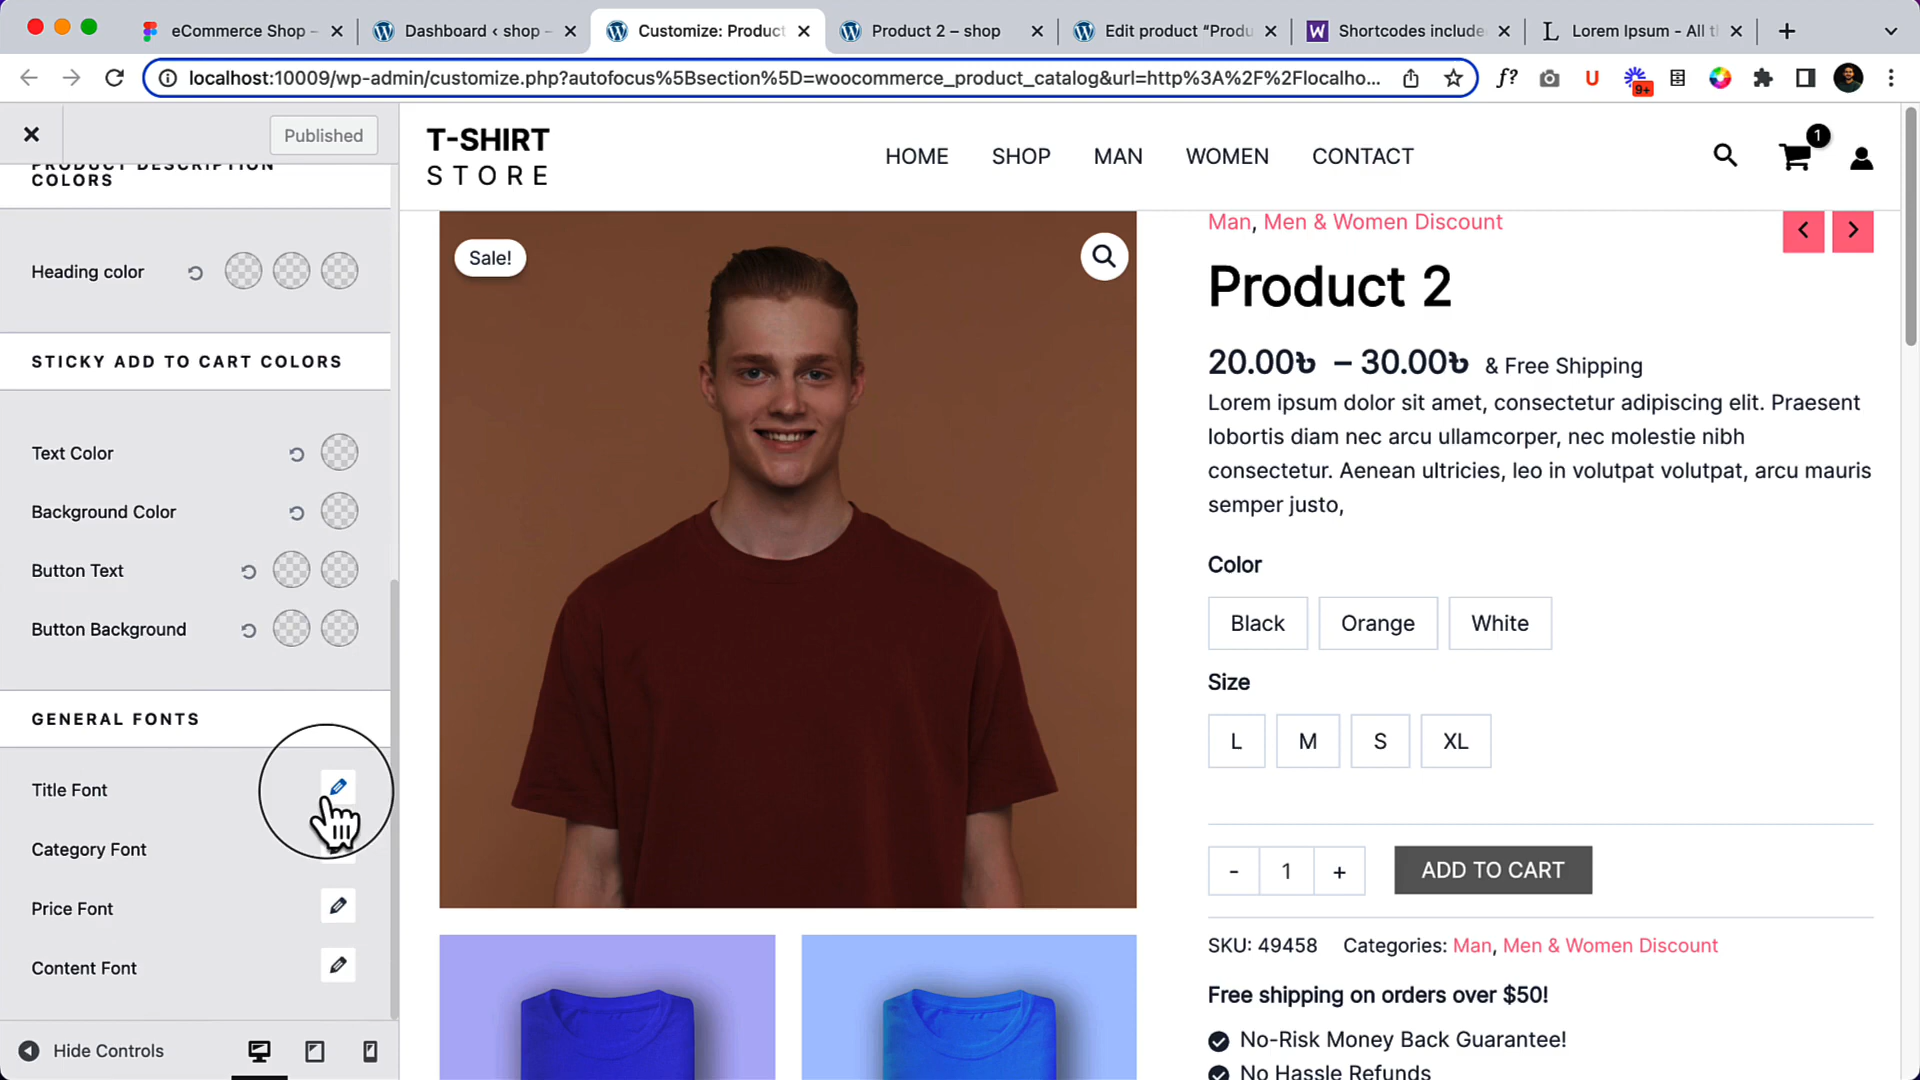 eCommerce Shop –
Dashboard ‹ shop –
Customize: Product
Product 2 – shop
Edit product “Produ
Shortcodes include
Lorem Ipsum - All t
localhost:10009/wp-admin/customize.php?autofocus%5Bsection%5D=woocommerce_product_catalog&url=http%3A%2F%2Flocalho...
f?
U
9+
Published
PRODUCT DESCRIPTION
COLORS
Heading color
STICKY ADD TO CART COLORS
Text Color
Background Color
Button Text
Button Background
GENERAL FONTS
Title Font
Category Font
Price Font
Content Font
Hide Controls
T-SHIRT
STORE
HOME
SHOP
MAN
WOMEN
CONTACT
1
Sale!
Man, Men & Women Discount
Product 2
20.00৳ – 30.00৳ & Free Shipping
Lorem ipsum dolor sit amet, consectetur adipiscing elit. Praesent
lobortis diam nec arcu ullamcorper, nec molestie nibh
consectetur. Aenean ultricies, leo in volutpat volutpat, arcu mauris
semper justo,
Color
Black
Orange
White
Size
L
M
S
XL
- 1 +
ADD TO CART
SKU: 49458 Categories: Man, Men & Women Discount
Free shipping on orders over $50!
No-Risk Money Back Guarantee!
No Hassle Refunds